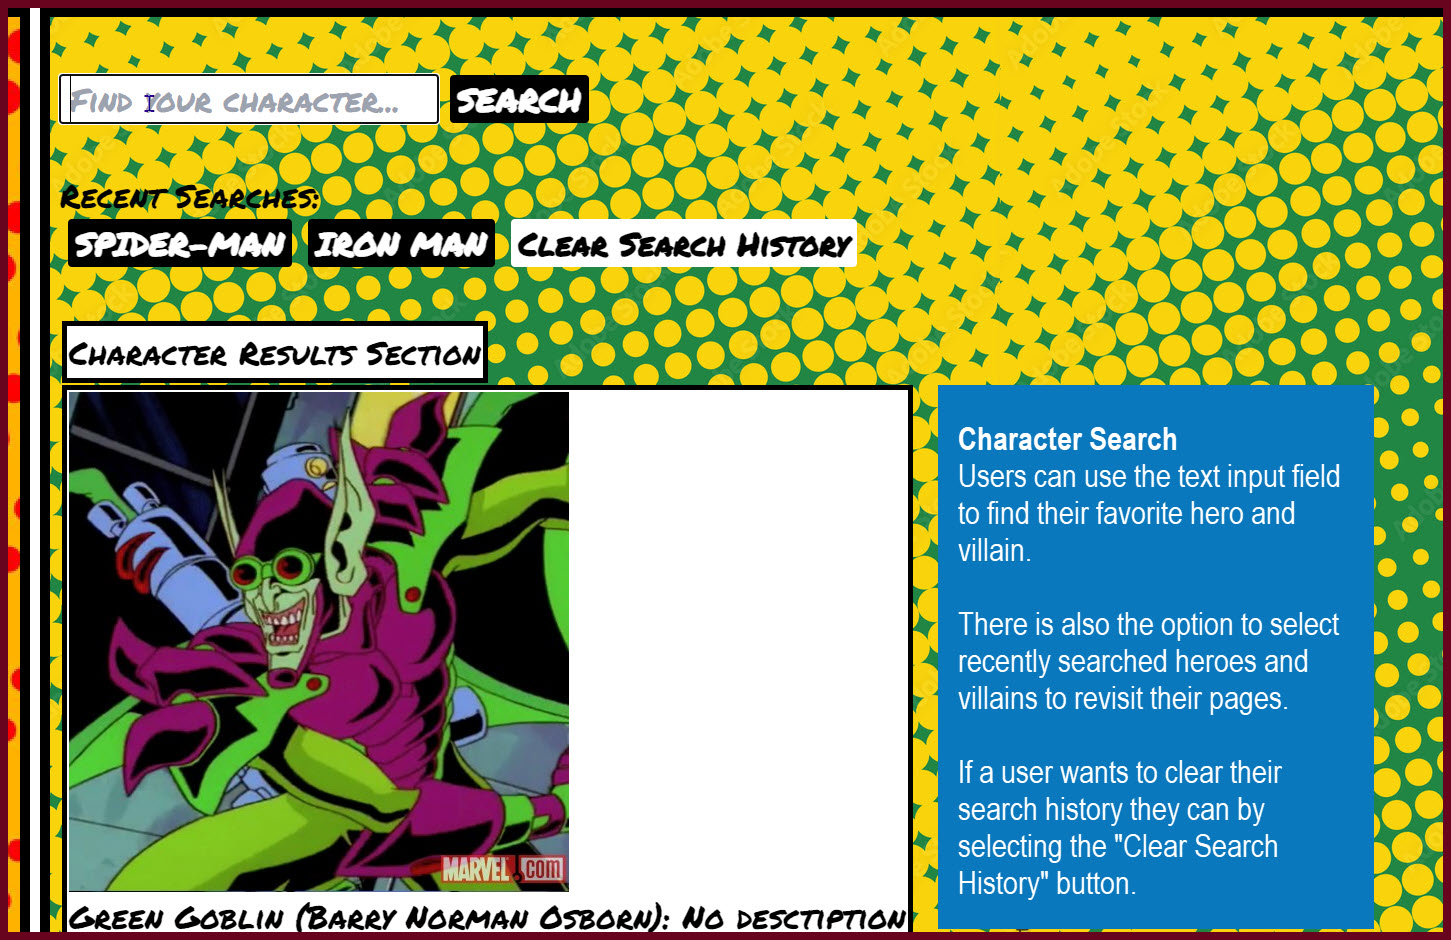 Find your character...
SEARCH
Recent Searches:
SPIDER-MAN
IRON MAN
Clear Search History
Character Results Section
MARVEL.com
Green Goblin (Barry Norman Osborn): No desctiption
Character Search
Users can use the text input field
to find their favorite hero and
villain.
There is also the option to select
recently searched heroes and
villains to revisit their pages.
If a user wants to clear their
search history they can by
selecting the "Clear Search
History" button.
Adobe Stock